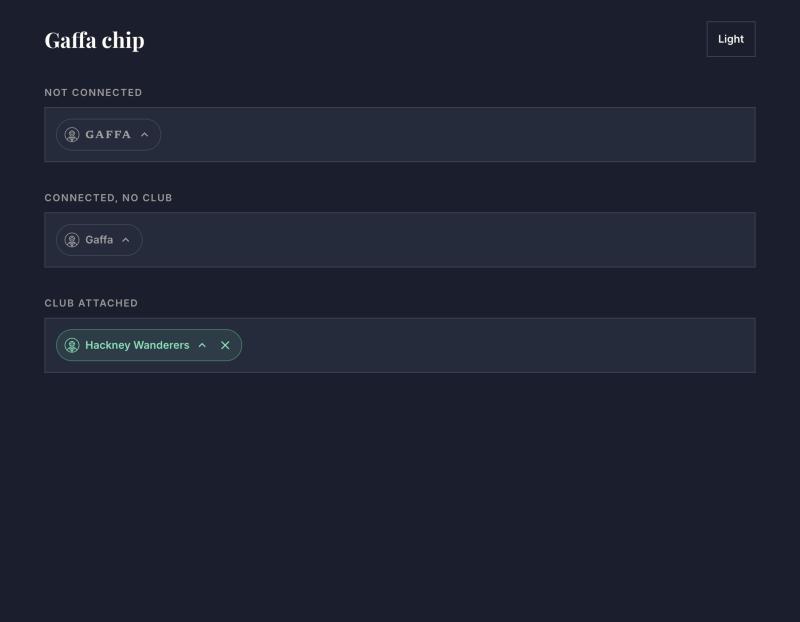 Gaffa chip
Light
NOT CONNECTED
GAFFA
CONNECTED, NO CLUB
Gaffa
CLUB ATTACHED
Hackney Wanderers